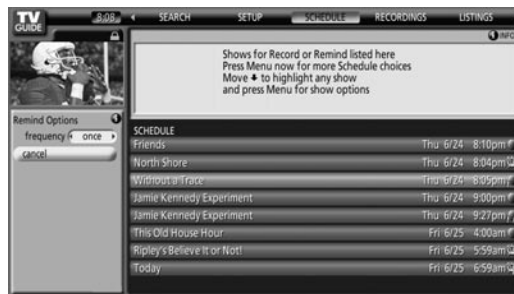 TV
GUIDE
8:08
SEARCH SETUP SCHEDULE RECORDINGS LISTINGS
INFO
Shows for Record or Remind listed here
Press Menu now for more Schedule choices
Move to highlight any show
and press Menu for show options
Remind Options
frequency once
cancel
SCHEDULE
Friends Thu 6/24 8:10pm
North Shore Thu 6/24 8:04pm
Without a Trace Thu 6/24 8:05pm
Jamie Kennedy Experiment Thu 6/24 9:00pm
Jamie Kennedy Experiment Thu 6/24 9:27pm
This Old House Hour Fri 6/25 4:00am
Ripley's Believe It or Not! Fri 6/25 5:59am
Today Fri 6/25 6:59am